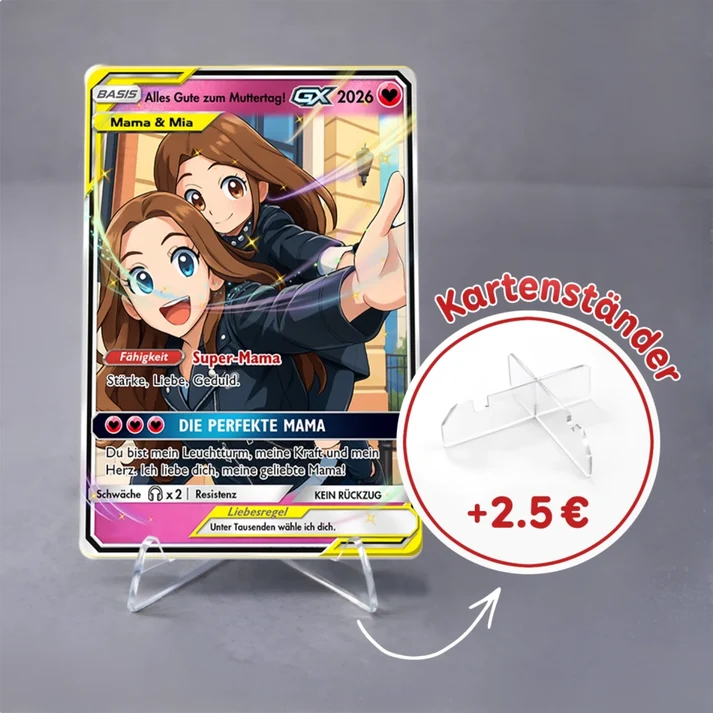 BASIS Alles Gute zum Muttertag! GX 2026
Mama & Mia
Fähigkeit Super-Mama
Stärke, Liebe, Geduld.
DIE PERFEKTE MAMA
Du bist mein Leuchtturm, meine Kraft und mein
Herz. Ich liebe dich, meine geliebte Mama!
Schwäche x 2 | Resistenz KEIN RÜCKZUG
Liebesregel
Unter Tausenden wähle ich dich.
Kartenständer
+2.5 €